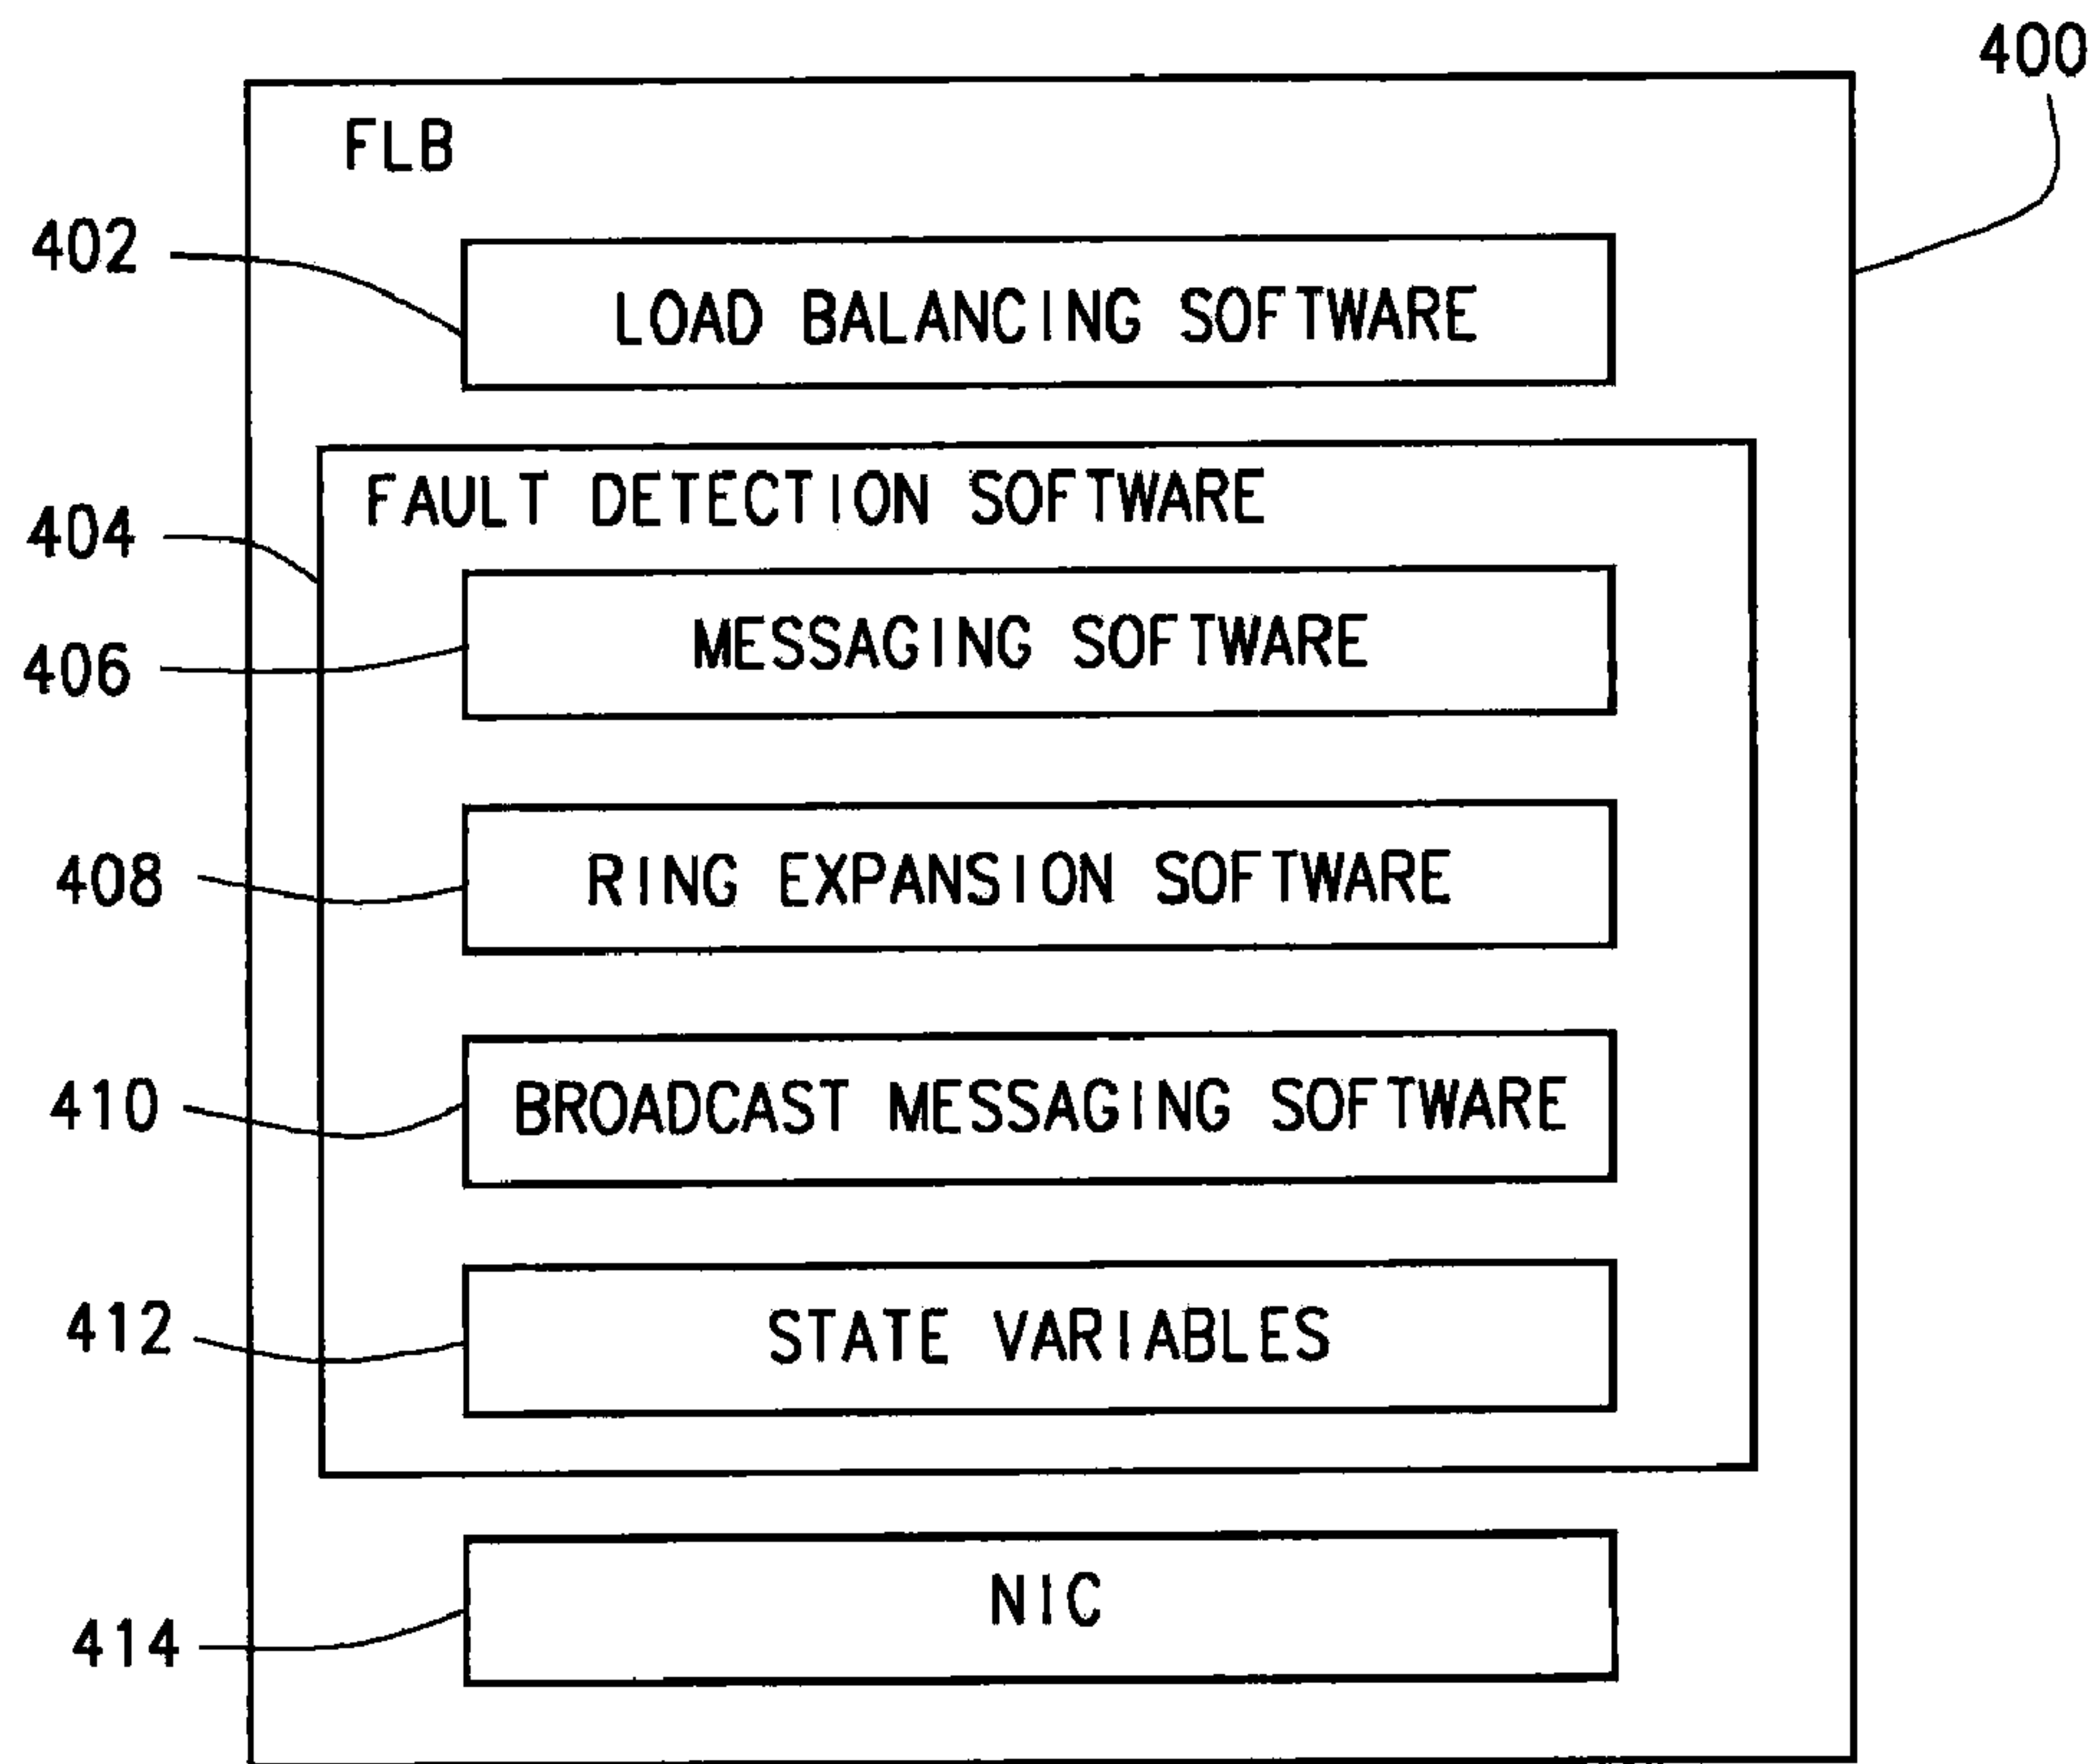 400
FLB
402
LOAD BALANCING SOFTWARE
404
FAULT DETECTION SOFTWARE
406
MESSAGING SOFTWARE
408
RING EXPANSION SOFTWARE
410
BROADCAST MESSAGING SOFTWARE
412
STATE VARIABLES
414
NIC